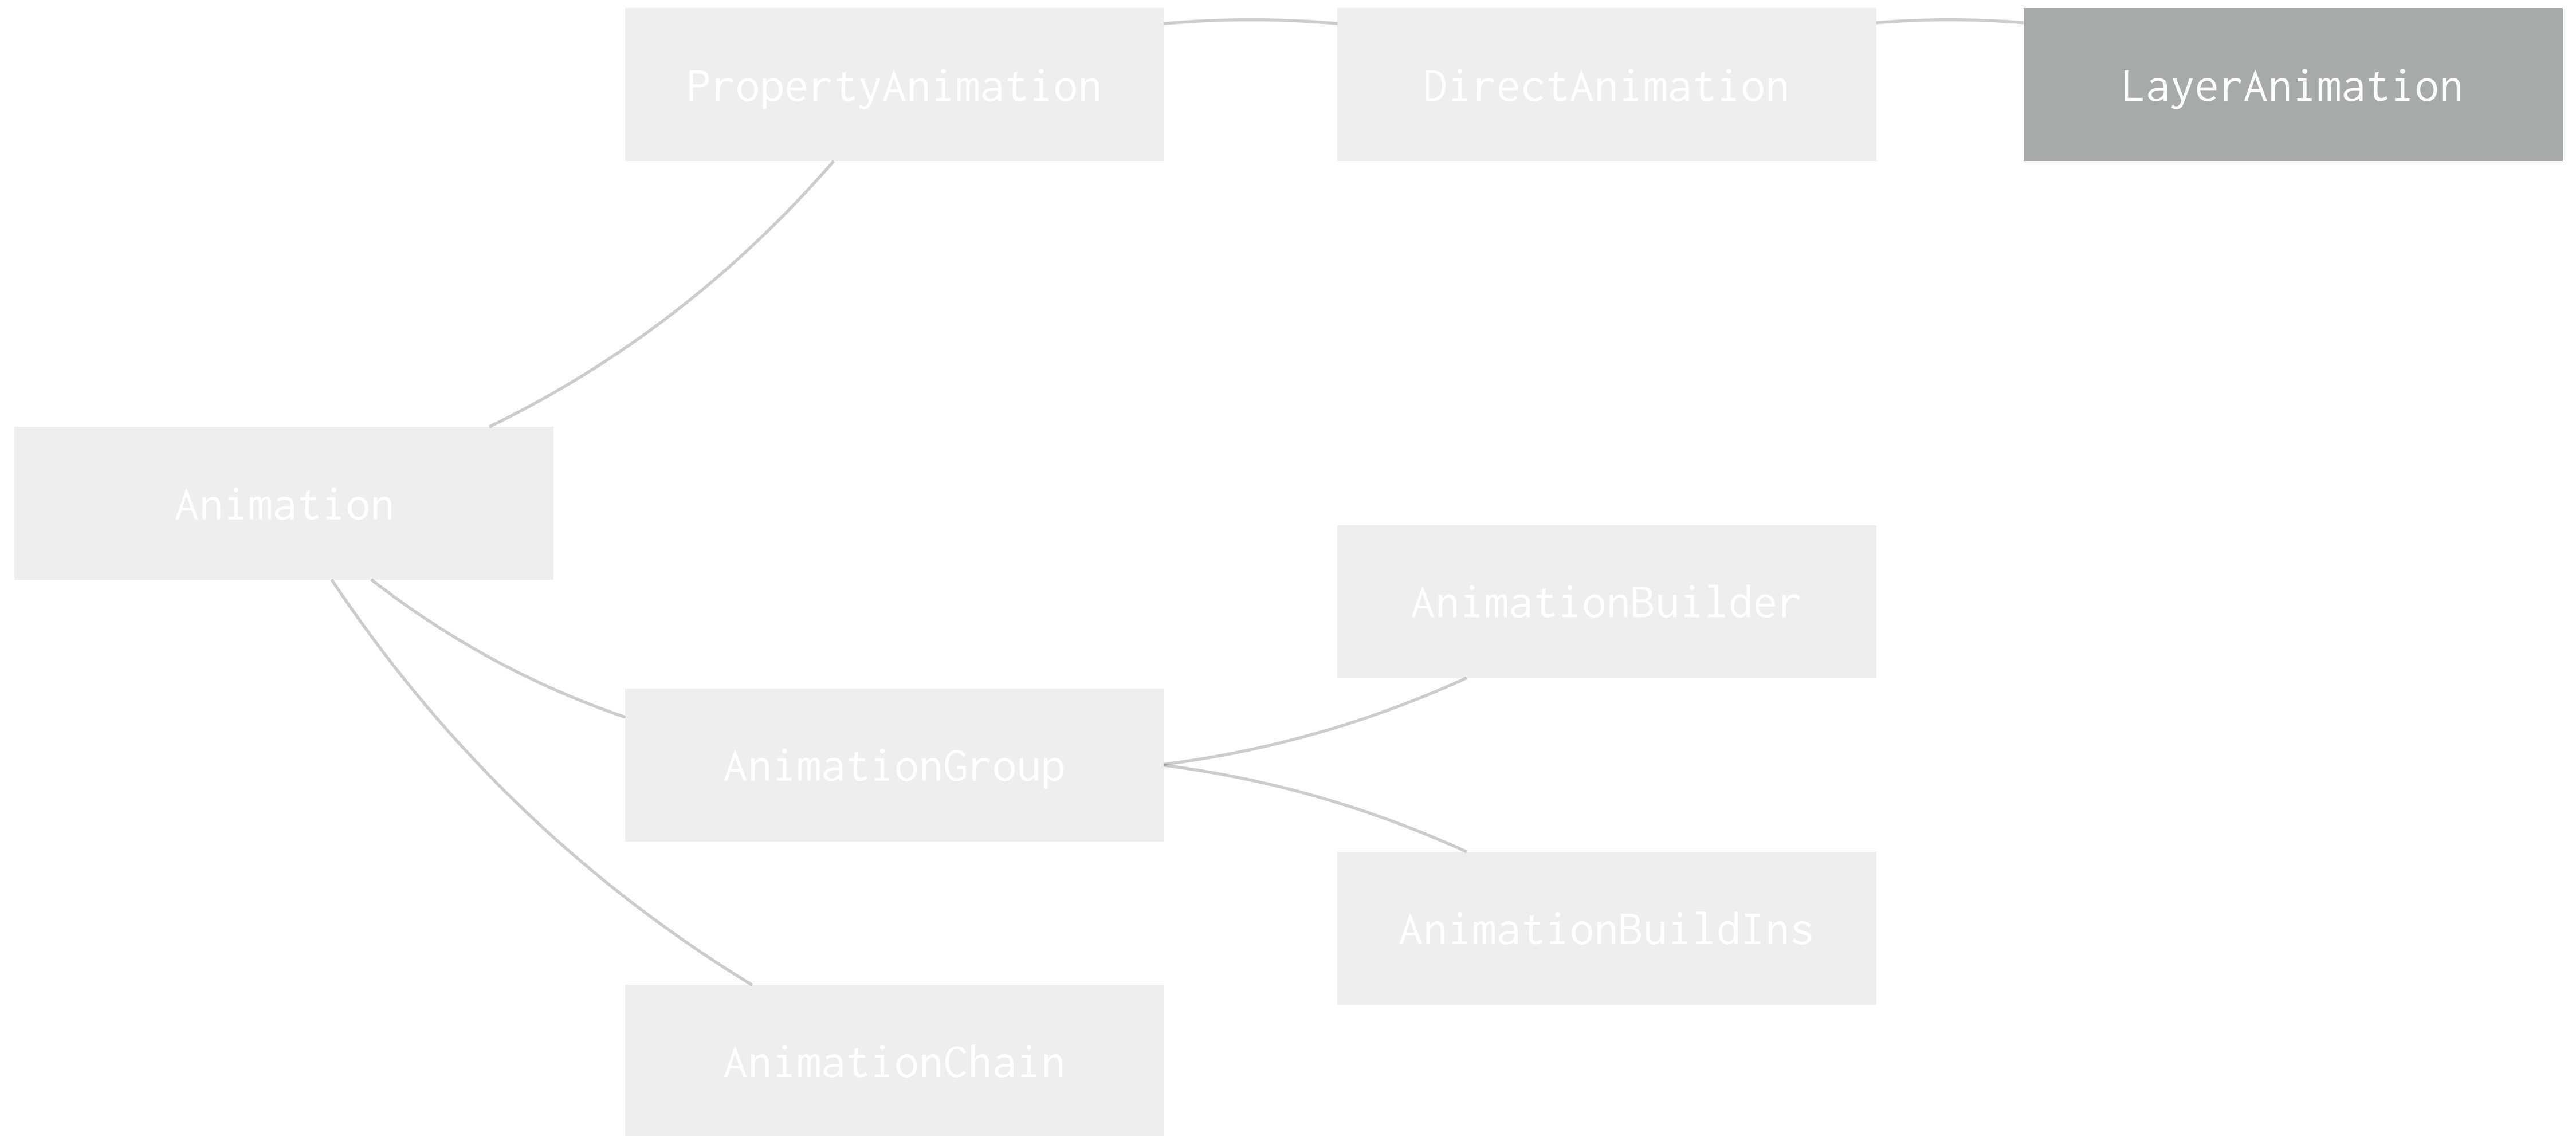 PropertyAnimation
DirectAnimation
LayerAnimation
Animation
AnimationBuilder
AnimationGroup
AnimationBuildIns
AnimationChain